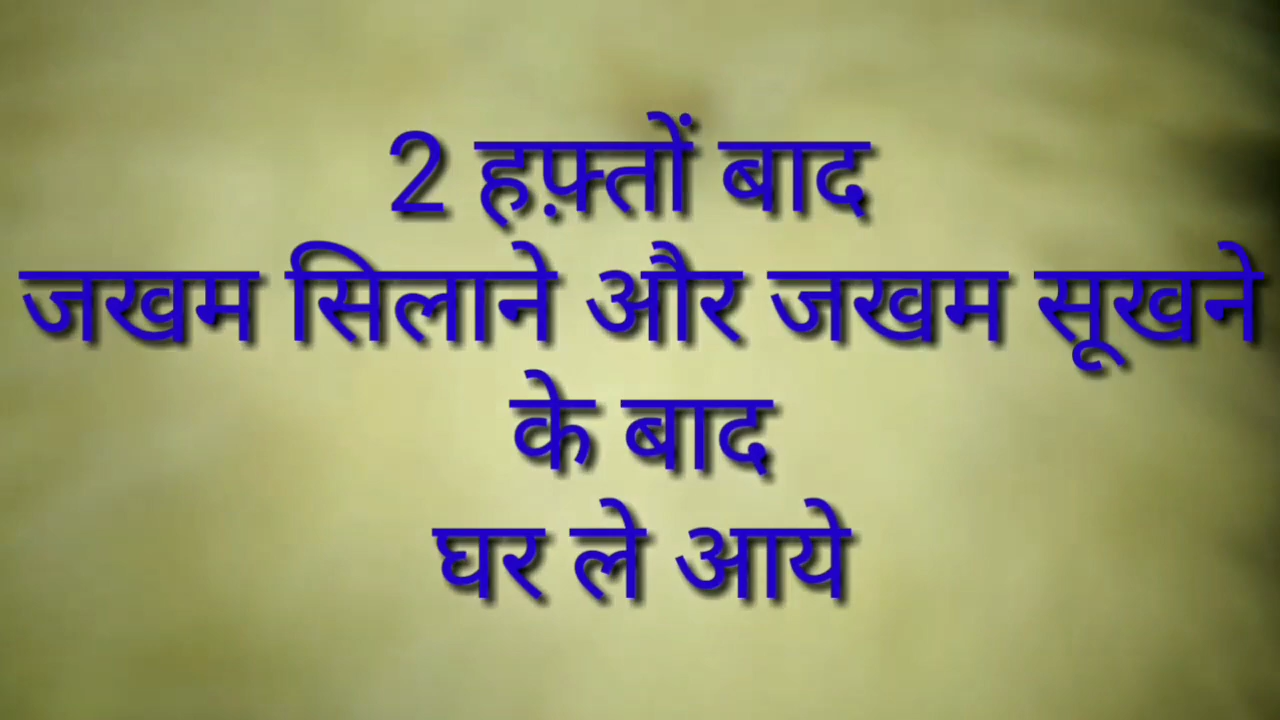 2 हफ़्तों बाद
जखम सिलाने और जखम सूखने
के बाद
घर ले आये